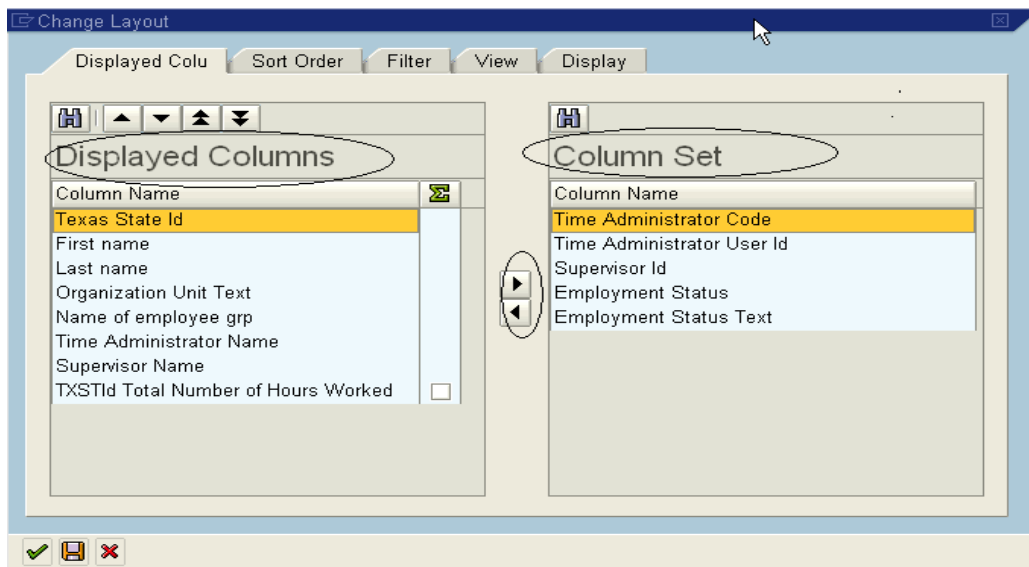 Change Layout
Displayed Colu
Sort Order
Filter
View
Display
Displayed Columns
Column Name
Texas State Id
First name
Last name
Organization Unit Text
Name of employee grp
Time Administrator Name
Supervisor Name
TXSTId Total Number of Hours Worked
Column Set
Column Name
Time Administrator Code
Time Administrator User Id
Supervisor Id
Employment Status
Employment Status Text